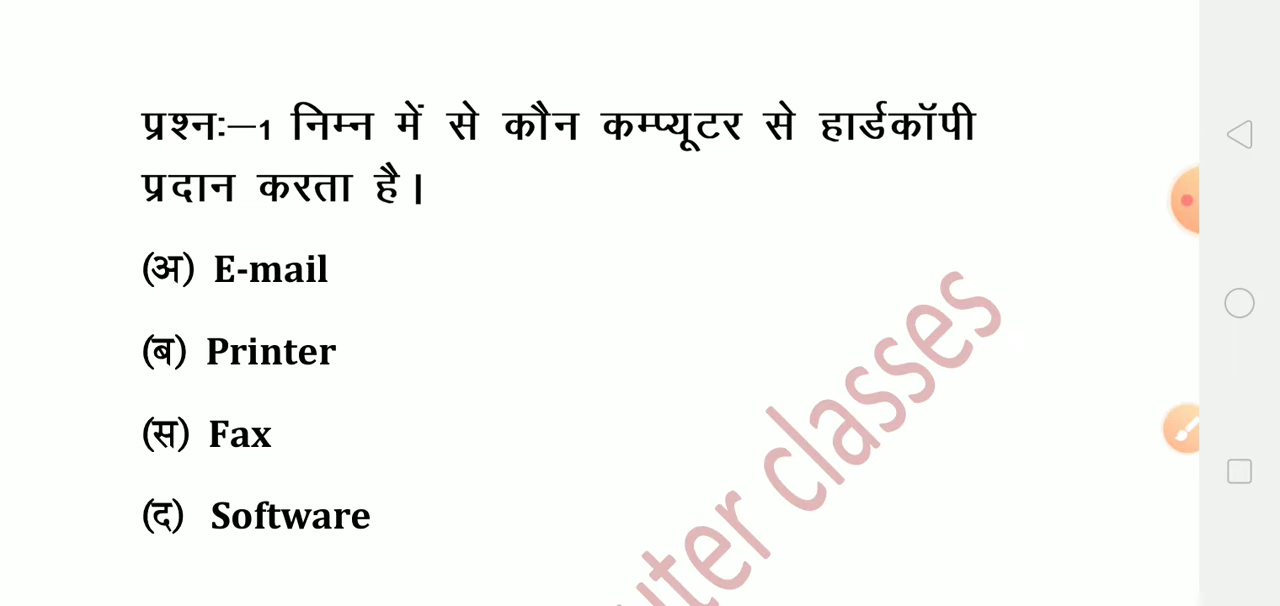 प्रश्नः–1 निम्न में से कौन कम्प्यूटर से हार्डकॉपी
प्रदान करता है।
(अ) E-mail
(ब) Printer
(स) Fax
(द) Software
uter classes